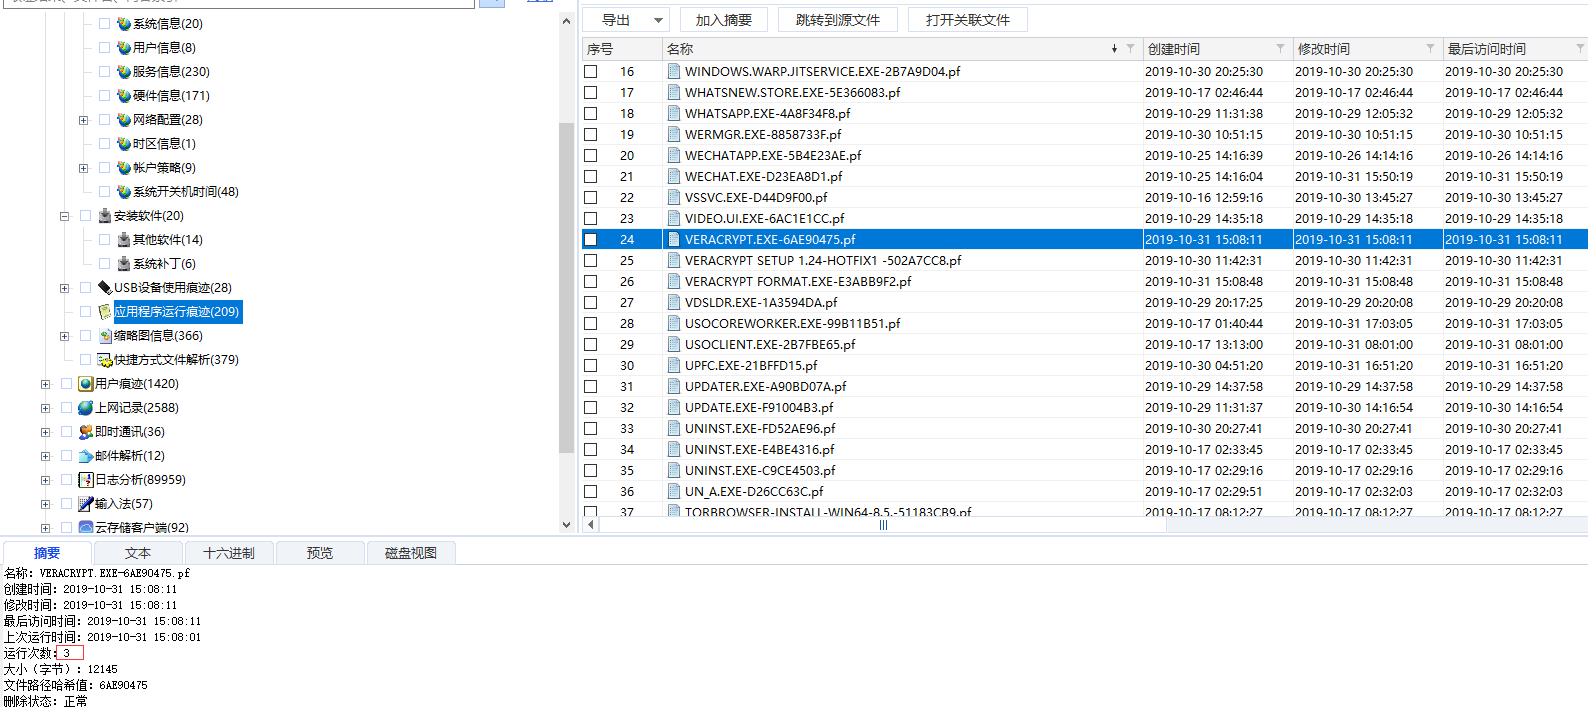 系统信息(20)
用户信息(8)
服务信息(230)
硬件信息(171)
网络配置(28)
时区信息(1)
帐户策略(9)
系统开关机时间(48)
安装软件(20)
其他软件(14)
系统补丁(6)
USB设备使用痕迹(28)
应用程序运行痕迹(209)
缩略图信息(366)
快捷方式文件解析(379)
用户痕迹(1420)
上网记录(2588)
即时通讯(36)
邮件解析(12)
日志分析(89959)
输入法(57)
云存储客户端(92)
导出 加入摘要 跳转到源文件 打开关联文件
序号 名称 创建时间 修改时间 最后访问时间
16 WINDOWS.WARP.JITSERVICE.EXE-2B7A9D04.pf 2019-10-30 20:25:30 2019-10-30 20:25:30 2019-10-30 20:25:30
17 WHATSNEW.STORE.EXE-5E366083.pf 2019-10-17 02:46:44 2019-10-17 02:46:44 2019-10-17 02:46:44
18 WHATSAPP.EXE-4A8F34F8.pf 2019-10-29 11:31:38 2019-10-29 12:05:32 2019-10-29 12:05:32
19 WERMGR.EXE-8858733F.pf 2019-10-30 10:51:15 2019-10-30 10:51:15 2019-10-30 10:51:15
20 WECHATAPP.EXE-5B4E23AE.pf 2019-10-25 14:16:39 2019-10-26 14:14:16 2019-10-26 14:14:16
21 WECHAT.EXE-D23EA8D1.pf 2019-10-25 14:16:04 2019-10-31 15:50:19 2019-10-31 15:50:19
22 VSSVC.EXE-D44D9F00.pf 2019-10-16 12:59:16 2019-10-30 13:45:27 2019-10-30 13:45:27
23 VIDEO.UI.EXE-6AC1E1CC.pf 2019-10-29 14:35:18 2019-10-29 14:35:18 2019-10-29 14:35:18
24 VERACRYPT.EXE-6AE90475.pf 2019-10-31 15:08:11 2019-10-31 15:08:11 2019-10-31 15:08:11
25 VERACRYPT SETUP 1.24-HOTFIX1 -502A7CC8.pf 2019-10-30 11:42:31 2019-10-30 11:42:31 2019-10-30 11:42:31
26 VERACRYPT FORMAT.EXE-E3ABB9F2.pf 2019-10-31 15:08:48 2019-10-31 15:08:48 2019-10-31 15:08:48
27 VDSLDR.EXE-1A3594DA.pf 2019-10-29 20:17:25 2019-10-29 20:20:08 2019-10-29 20:20:08
28 USOCOREWORKER.EXE-99B11B51.pf 2019-10-17 01:40:44 2019-10-31 17:03:05 2019-10-31 17:03:05
29 USOCLIENT.EXE-2B7FBE65.pf 2019-10-17 13:13:00 2019-10-31 08:01:00 2019-10-31 08:01:00
30 UPFC.EXE-21BFFD15.pf 2019-10-30 04:51:20 2019-10-31 16:51:20 2019-10-31 16:51:20
31 UPDATER.EXE-A90BD07A.pf 2019-10-29 14:37:58 2019-10-29 14:37:58 2019-10-29 14:37:58
32 UPDATE.EXE-F91004B3.pf 2019-10-29 11:31:37 2019-10-30 14:16:54 2019-10-30 14:16:54
33 UNINST.EXE-FD52AE96.pf 2019-10-30 20:27:41 2019-10-30 20:27:41 2019-10-30 20:27:41
34 UNINST.EXE-E4BE4316.pf 2019-10-17 02:33:45 2019-10-17 02:33:45 2019-10-17 02:33:45
35 UNINST.EXE-C9CE4503.pf 2019-10-17 02:29:16 2019-10-17 02:29:16 2019-10-17 02:29:16
36 UN_A.EXE-D26CC63C.pf 2019-10-17 02:29:51 2019-10-17 02:32:03 2019-10-17 02:32:03
37 TORBROWSER-INSTALL-WIN64-8.5.-51183CB9.pf 2019-10-17 08:12:27 2019-10-17 08:12:27 2019-10-17 08:12:27
摘要 文本 十六进制 预览 磁盘视图
名称: VERACRYPT.EXE-6AE90475.pf
创建时间: 2019-10-31 15:08:11
修改时间: 2019-10-31 15:08:11
最后访问时间: 2019-10-31 15:08:11
上次运行时间: 2019-10-31 15:08:01
运行次数: 3
大小（字节）: 12145
文件路径哈希值: 6AE90475
删除状态: 正常